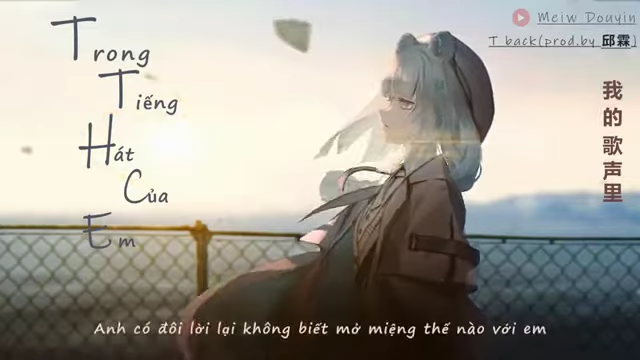 Trong
Tiếng
Hát
Của
Em
Meiw Douyin
T back(prod.by 邱霖)
我的歌声里
Anh có đôi lời lại không biết mở miệng thế nào với em